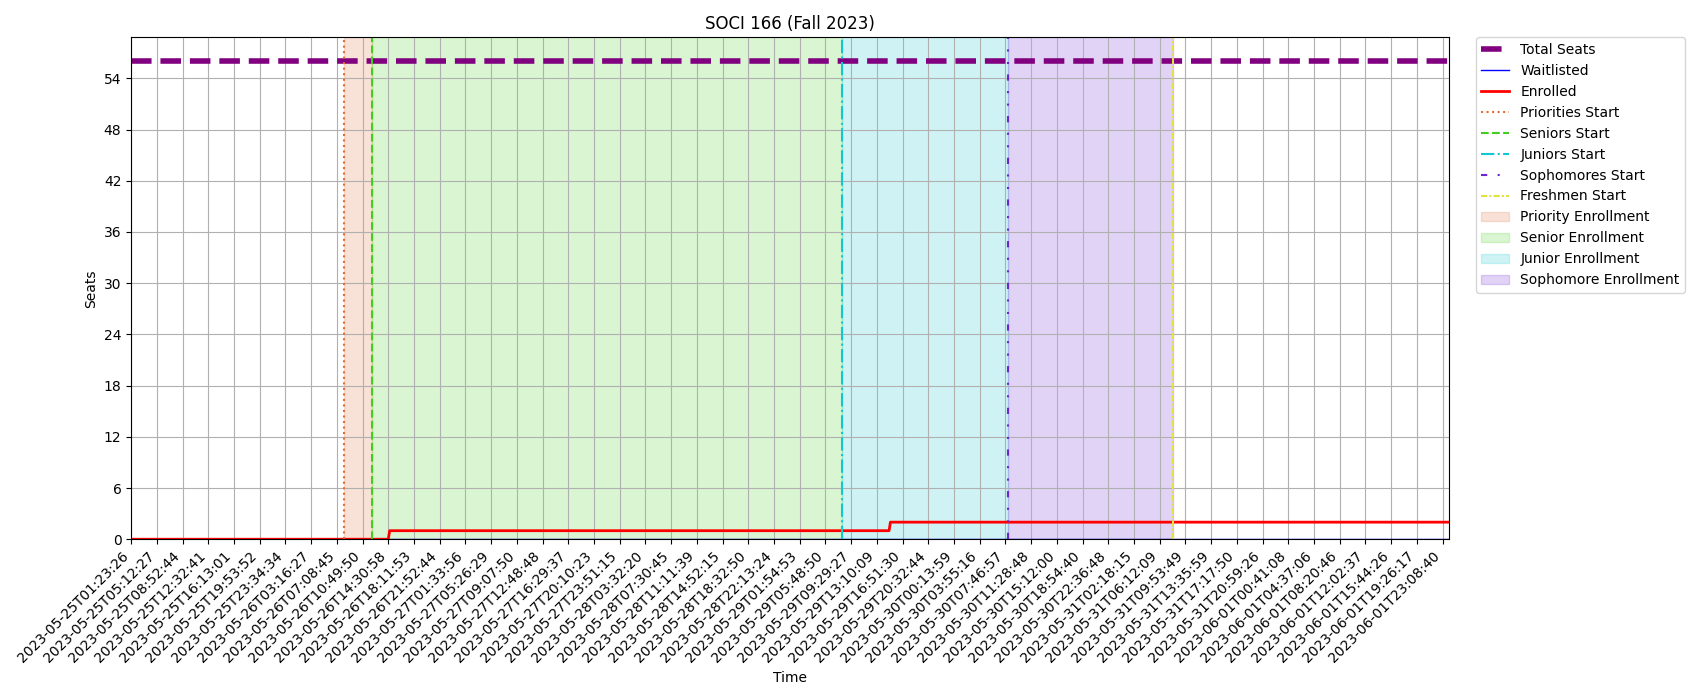 SOCI 166 (Fall 2023)
Total Seats
Waitlisted
Enrolled
Priorities Start
Seniors Start
Juniors Start
Sophomores Start
Freshmen Start
Priority Enrollment
Senior Enrollment
Junior Enrollment
Sophomore Enrollment
Seats
54
48
42
36
30
24
18
12
6
0
2023-05-25T01:23:26
2023-05-25T05:12:27
2023-05-25T08:52:44
2023-05-25T12:32:41
2023-05-25T16:13:01
2023-05-25T19:53:52
2023-05-25T23:34:34
2023-05-26T03:16:27
2023-05-26T07:08:45
2023-05-26T10:49:50
2023-05-26T14:30:58
2023-05-26T18:11:53
2023-05-26T21:52:44
2023-05-27T01:33:56
2023-05-27T05:26:29
2023-05-27T09:07:50
2023-05-27T12:48:48
2023-05-27T16:29:37
2023-05-27T20:10:23
2023-05-27T23:51:15
2023-05-28T03:32:20
2023-05-28T07:30:45
2023-05-28T11:11:39
2023-05-28T14:52:15
2023-05-28T18:32:50
2023-05-28T22:13:24
2023-05-29T01:54:53
2023-05-29T05:48:50
2023-05-29T09:29:27
2023-05-29T13:10:09
2023-05-29T16:51:30
2023-05-29T20:32:44
2023-05-30T00:13:59
2023-05-30T03:55:16
2023-05-30T07:46:57
2023-05-30T11:28:48
2023-05-30T15:12:00
2023-05-30T18:54:40
2023-05-30T22:36:48
2023-05-31T02:18:15
2023-05-31T06:12:09
2023-05-31T09:53:49
2023-05-31T13:35:59
2023-05-31T17:17:50
2023-05-31T20:59:26
2023-06-01T00:41:08
2023-06-01T04:37:06
2023-06-01T08:20:46
2023-06-01T12:02:37
2023-06-01T15:44:26
2023-06-01T19:26:17
2023-06-01T23:08:40
Time